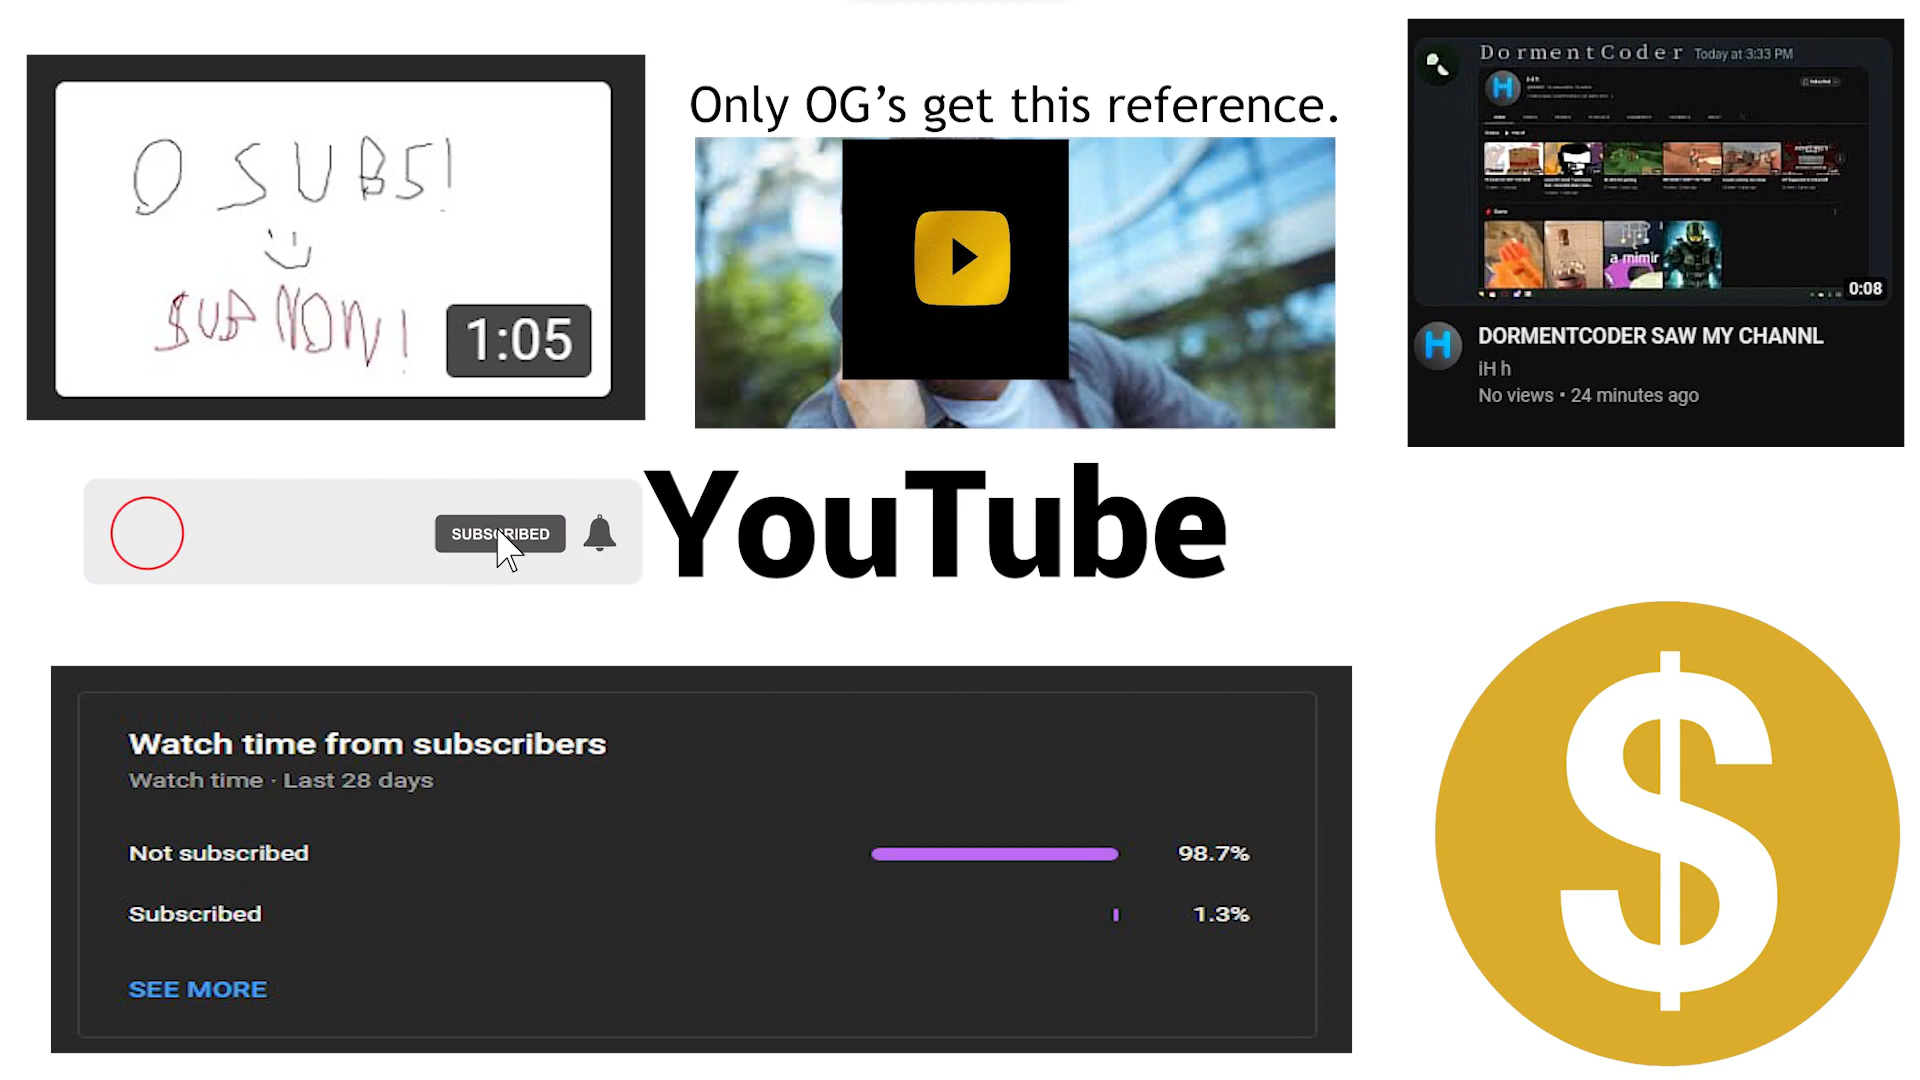 O SUBS!
SUB NOW!
1:05
Only OG’s get this reference.
DormentCoder Today at 3:33 PM
a mimir
0:08
DORMENTCODER SAW MY CHANNL
iH h
No views • 24 minutes ago
SUBSCRIBED
YouTube
Watch time from subscribers
Watch time · Last 28 days
Not subscribed 98.7%
Subscribed 1.3%
SEE MORE
$